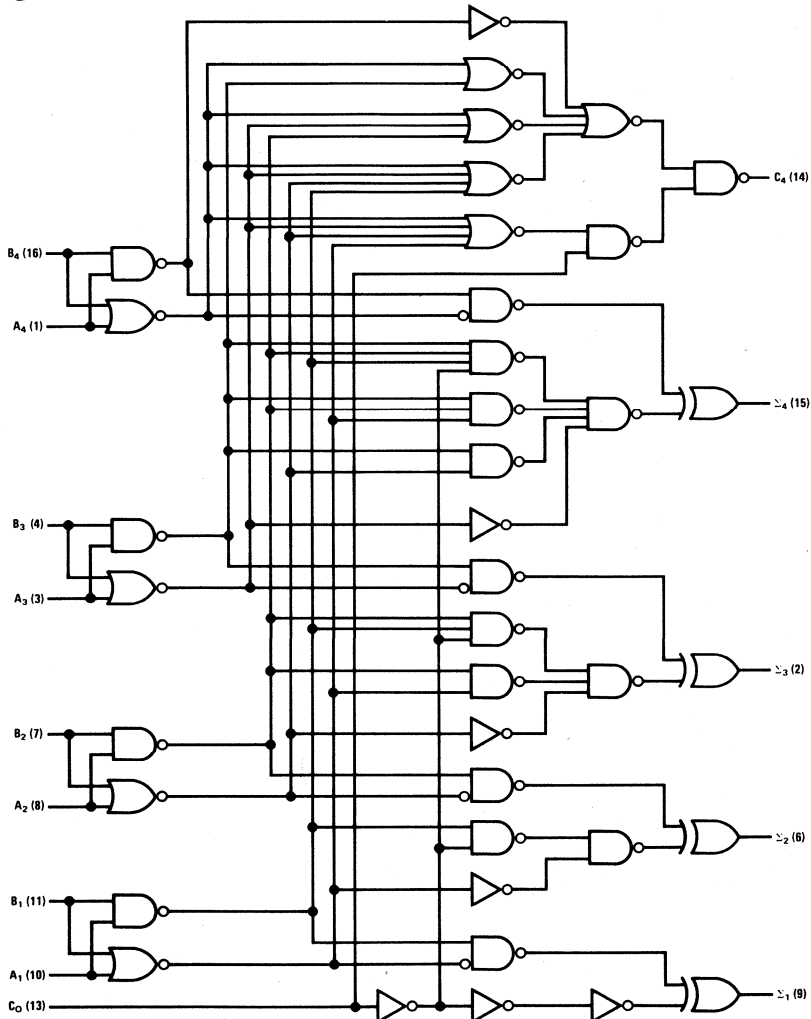 C₄ (14)
B₄ (16)
A₄ (1)
Σ₄ (15)
B₃ (4)
A₃ (3)
Σ₃ (2)
B₂ (7)
A₂ (8)
Σ₂ (6)
B₁ (11)
A₁ (10)
Σ₁ (9)
C₀ (13)